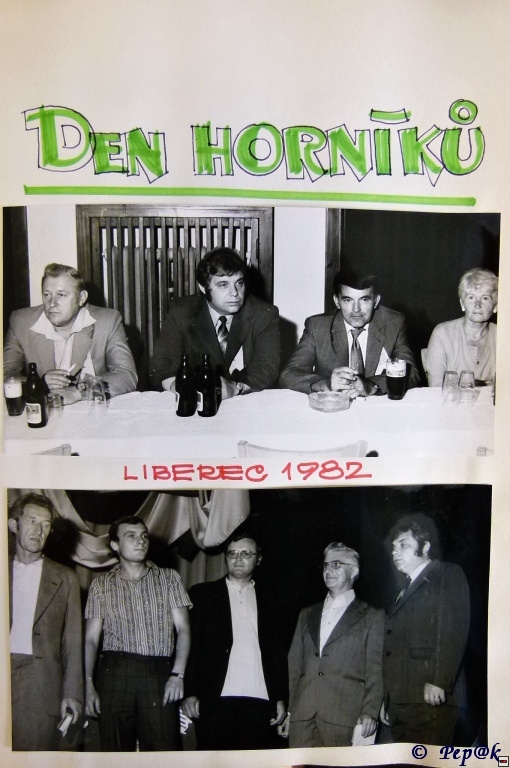 DEN HORNÍKŮ
LIBEREC 1982
© Pep@k